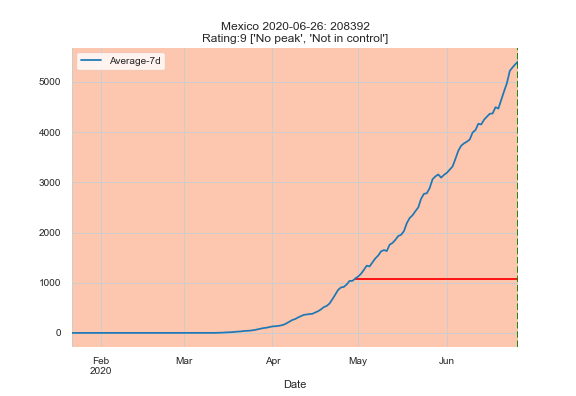 Mexico 2020-06-26: 208392
Rating:9 ['No peak', 'Not in control']
Average-7d
5000
4000
3000
2000
1000
0
Feb Mar Apr May Jun
2020
Date